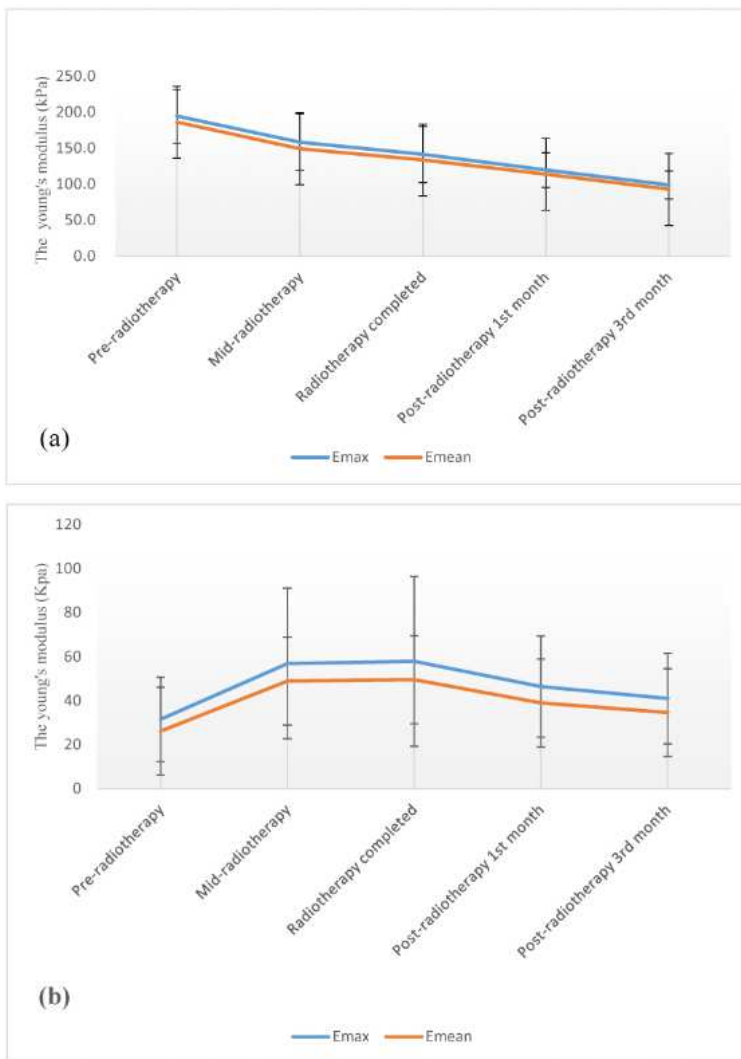 The young's modulus (kPa)
250.0
200.0
150.0
100.0
50.0
0.0
Pre-radiotherapy
Mid-radiotherapy
Radiotherapy completed
Post-radiotherapy 1st month
Post-radiotherapy 3rd month
(a)
Emax Emean
The young's modulus (Kpa)
120
100
80
60
40
20
0
Pre-radiotherapy
Mid-radiotherapy
Radiotherapy completed
Post-radiotherapy 1st month
Post-radiotherapy 3rd month
(b)
Emax Emean